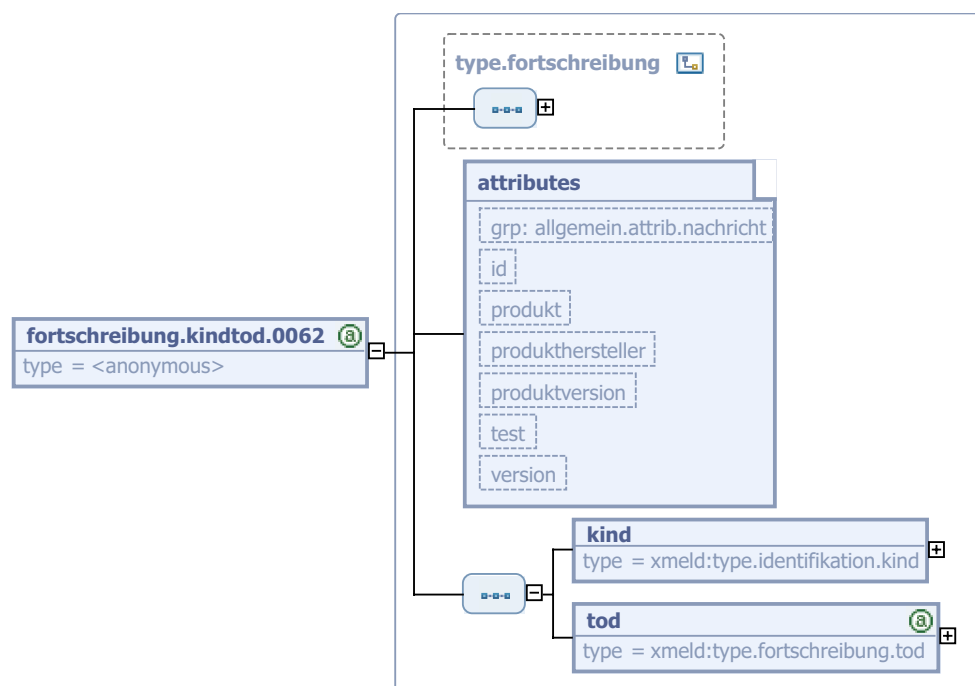 type.fortschreibung
attributes
grp: allgemein.attrib.nachricht
id
produkt
produkthersteller
produktversion
test
version
fortschreibung.kindtod.0062
type = <anonymous>
kind
type = xmeld:type.identifikation.kind
tod
type = xmeld:type.fortschreibung.tod